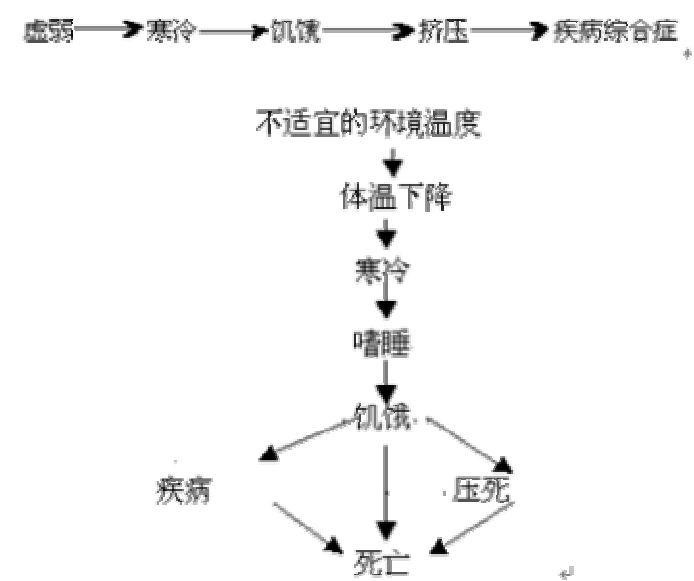 虚弱 寒冷 饥饿 挤压 疾病综合症
不适宜的环境温度
体温下降
寒冷
嗜睡
饥饿
疾病 压死
死亡